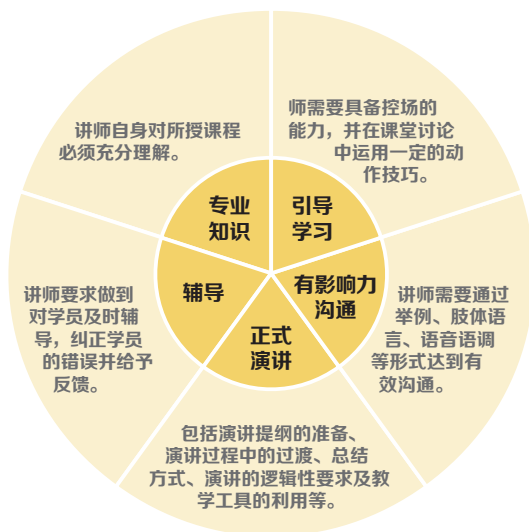 讲师自身对所授课程
必须充分理解。
师需要具备控场的
能力，并在课堂讨论
中运用一定的动
作技巧。
专业
知识
引导
学习
辅导
有影响力
沟通
正式
演讲
讲师要求做到
对学员及时辅
导，纠正学员
的错误并给予
反馈。
讲师需要通过
举例、肢体语
言、语音语调
等形式达到有
效沟通。
包括演讲提纲的准备、
演讲过程中的过渡、总结
方式、演讲的逻辑性要求及教
学工具的利用等。